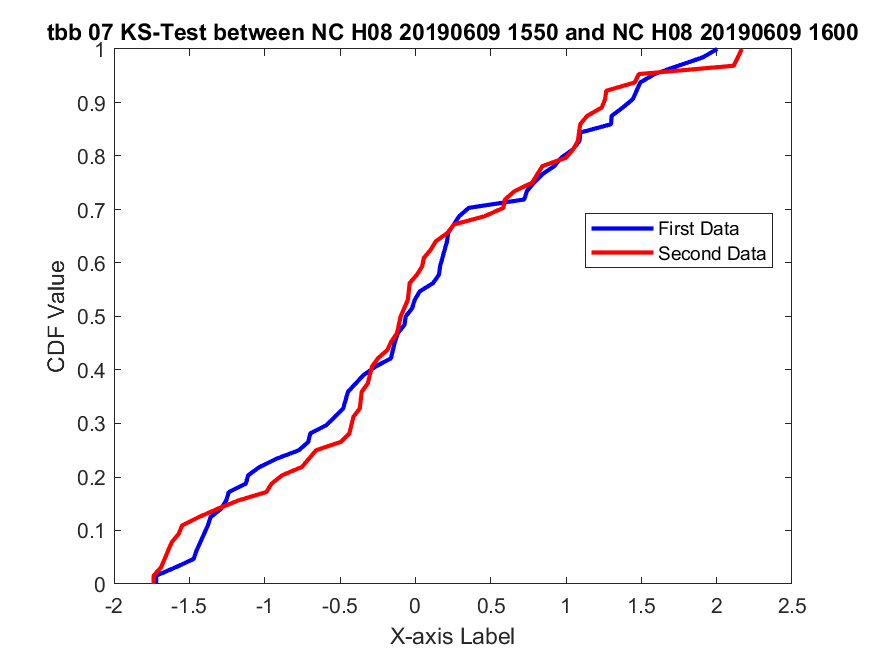 tbb 07 KS-Test between NC H08 20190609 1550 and NC H08 20190609 1600
1
0.9
0.8
0.7
0.6
0.5
0.4
0.3
0.2
0.1
0
CDF Value
First Data
Second Data
-2 -1.5 -1 -0.5 0 0.5 1 1.5 2 2.5
X-axis Label